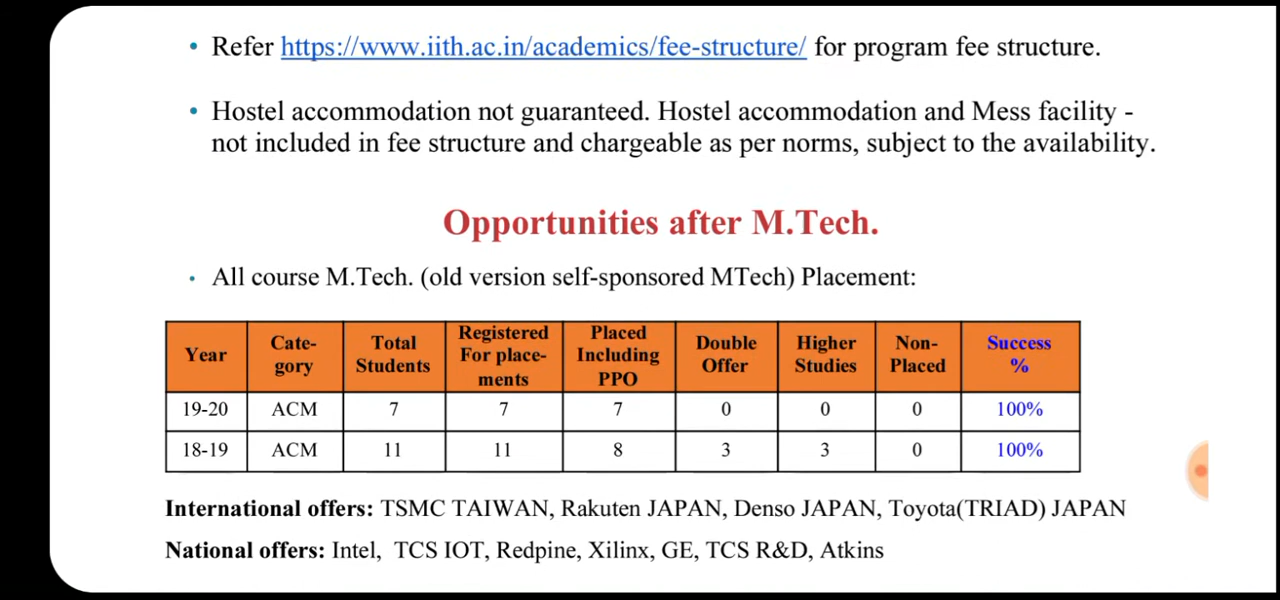 • Refer https://www.iith.ac.in/academics/fee-structure/ for program fee structure.
• Hostel accommodation not guaranteed. Hostel accommodation and Mess facility -
not included in fee structure and chargeable as per norms, subject to the availability.
Opportunities after M.Tech.
• All course M.Tech. (old version self-sponsored MTech) Placement:
Year Cate-gory Total Students Registered For place-ments Placed Including PPO Double Offer Higher Studies Non-Placed Success %
19-20 ACM 7 7 7 0 0 0 100%
18-19 ACM 11 11 8 3 3 0 100%
International offers: TSMC TAIWAN, Rakuten JAPAN, Denso JAPAN, Toyota(TRIAD) JAPAN
National offers: Intel, TCS IOT, Redpine, Xilinx, GE, TCS R&D, Atkins